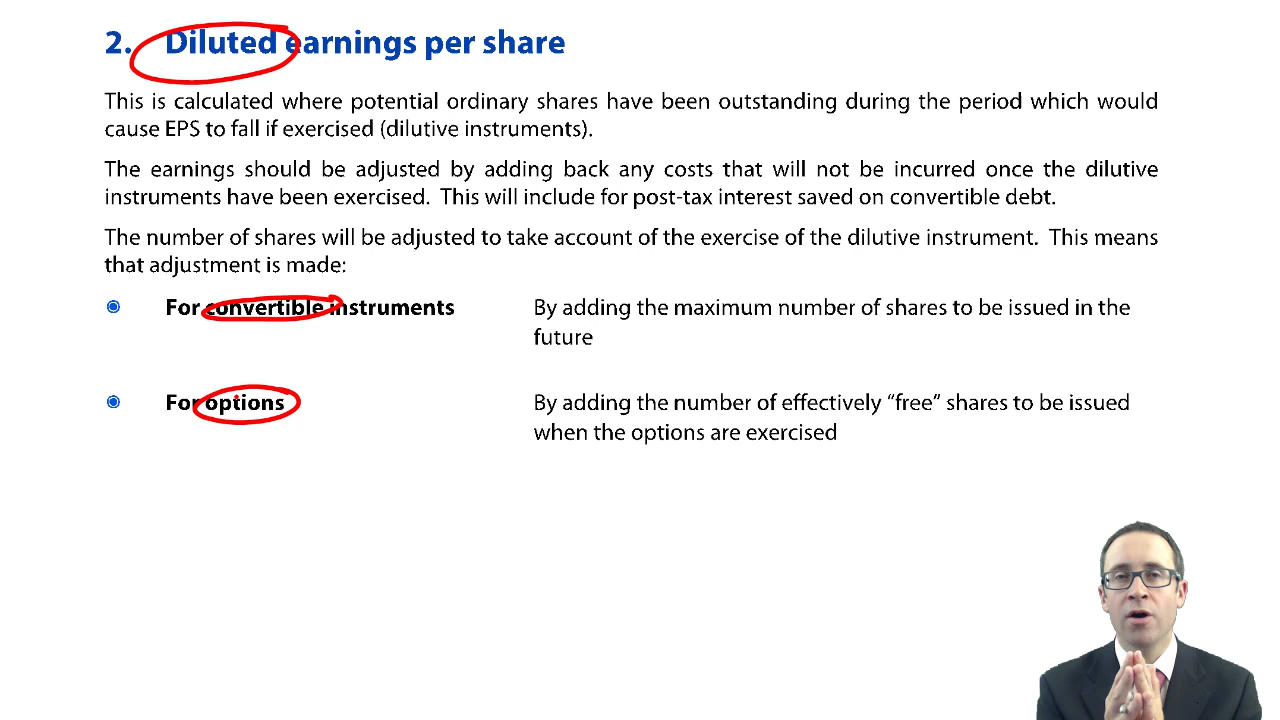 2. Diluted earnings per share
This is calculated where potential ordinary shares have been outstanding during the period which would
cause EPS to fall if exercised (dilutive instruments).
The earnings should be adjusted by adding back any costs that will not be incurred once the dilutive
instruments have been exercised. This will include for post-tax interest saved on convertible debt.
The number of shares will be adjusted to take account of the exercise of the dilutive instrument. This means
that adjustment is made:
For convertible instruments By adding the maximum number of shares to be issued in the
future
For options By adding the number of effectively “free” shares to be issued
when the options are exercised